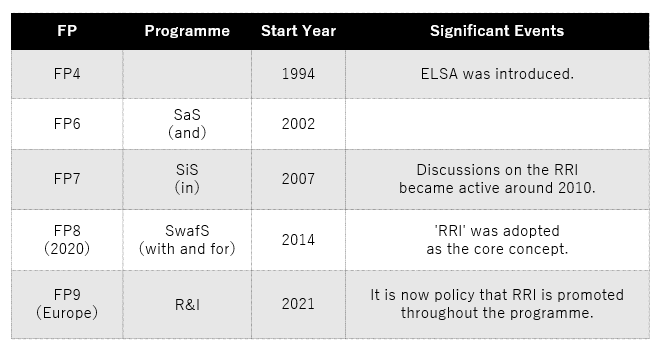 FP Programme Start Year Significant Events
FP4 1994 ELSA was introduced.
FP6 SaS
(and) 2002
FP7 SiS
(in) 2007 Discussions on the RRI
became active around 2010.
FP8
(2020) SwafS
(with and for) 2014 'RRI' was adopted
as the core concept.
FP9
(Europe) R&I 2021 It is now policy that RRI is promoted
throughout the programme.